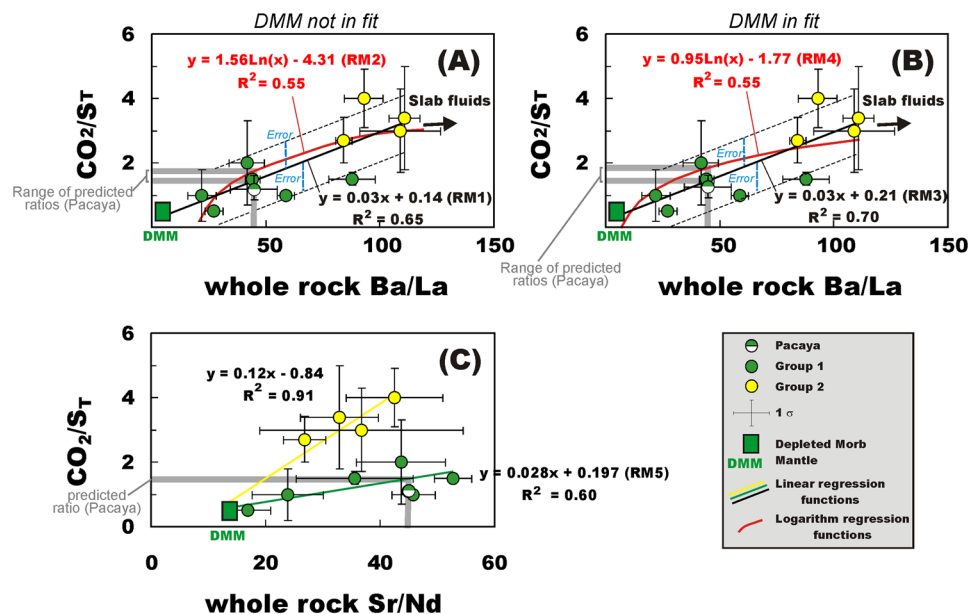 DMM not in fit
DMM in fit
6
4
2
0
CO2/ST
y = 1.56Ln(x) - 4.31 (RM2)
R2 = 0.55
(A)
Slab fluids
Error
Error
y = 0.03x + 0.14 (RM1)
R2 = 0.65
Range of predicted
ratios (Pacaya)
DMM
50
100
150
whole rock Ba/La
6
4
2
0
CO2/ST
y = 0.95Ln(x) - 1.77 (RM4)
R2 = 0.55
(B)
Slab fluids
Error
Error
y = 0.03x + 0.21 (RM3)
R2 = 0.70
DMM
50
100
150
Range of predicted
ratios (Pacaya)
whole rock Ba/La
6
4
2
0
CO2/ST
y = 0.12x - 0.84
R2 = 0.91
(C)
y = 0.028x + 0.197 (RM5)
R2 = 0.60
predicted
ratio (Pacaya)
DMM
0
20
40
60
whole rock Sr/Nd
Pacaya
Group 1
Group 2
1 σ
Depleted Morb
Mantle
DMM
Linear regression
functions
Logarithm regression
functions